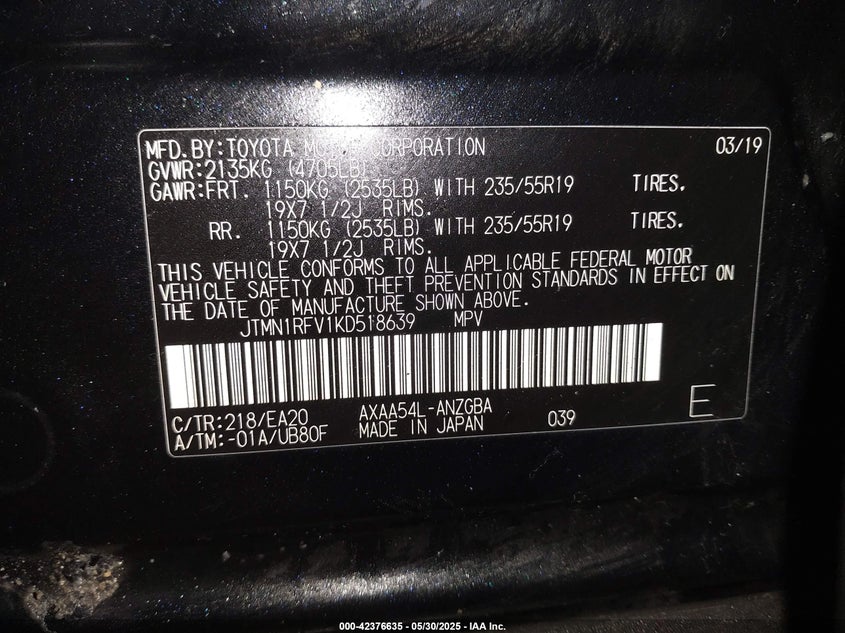 MFD.BY:TOYOTA MOTOR CORPORATION 03/19
GVWR:2135KG (4705LB)
GAWR:FRT. 1150KG (2535LB) WITH 235/55R19 TIRES.
19X7 1/2J RIMS.
RR. 1150KG (2535LB) WITH 235/55R19 TIRES.
19X7 1/2J RIMS.
THIS VEHICLE CONFORMS TO ALL APPLICABLE FEDERAL MOTOR
VEHICLE SAFETY AND THEFT PREVENTION STANDARDS IN EFFECT ON
THE DATE OF MANUFACTURE SHOWN ABOVE.
JTMN1RFV1KD518639 MPV
C/TR:218/EA20 AXAA54L-ANZGBA 039 E
A/TM:-01A/UB80F MADE IN JAPAN
000-42376635 - 05/30/2025 - IAA Inc.